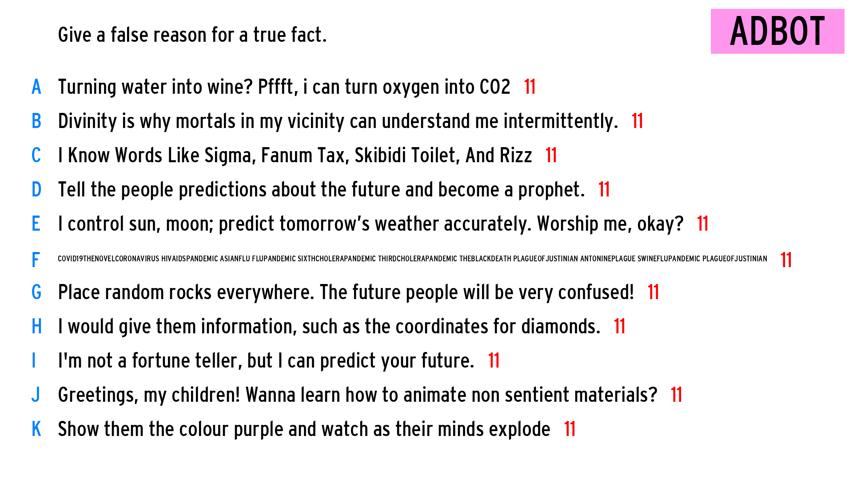 Give a false reason for a true fact.
ADBOT
A Turning water into wine? Pffft, i can turn oxygen into CO2 11
B Divinity is why mortals in my vicinity can understand me intermittently. 11
C I Know Words Like Sigma, Fanum Tax, Skibidi Toilet, And Rizz 11
D Tell the people predictions about the future and become a prophet. 11
E I control sun, moon; predict tomorrow's weather accurately. Worship me, okay? 11
F COVID19THENOVELCORONAVIRUS HIVAIDSPANDEMIC ASIANFLU FLUPANDEMIC SIXTHCHOLERAPANDEMIC THIRDCHOLERAPANDEMIC THEBLACKDEATH PLAGUEOFJUSTINIAN ANTONINEPLAGUE SWINEFLUPANDEMIC PLAGUEOFJUSTINIAN 11
G Place random rocks everywhere. The future people will be very confused! 11
H I would give them information, such as the coordinates for diamonds. 11
I I'm not a fortune teller, but I can predict your future. 11
J Greetings, my children! Wanna learn how to animate non sentient materials? 11
K Show them the colour purple and watch as their minds explode 11